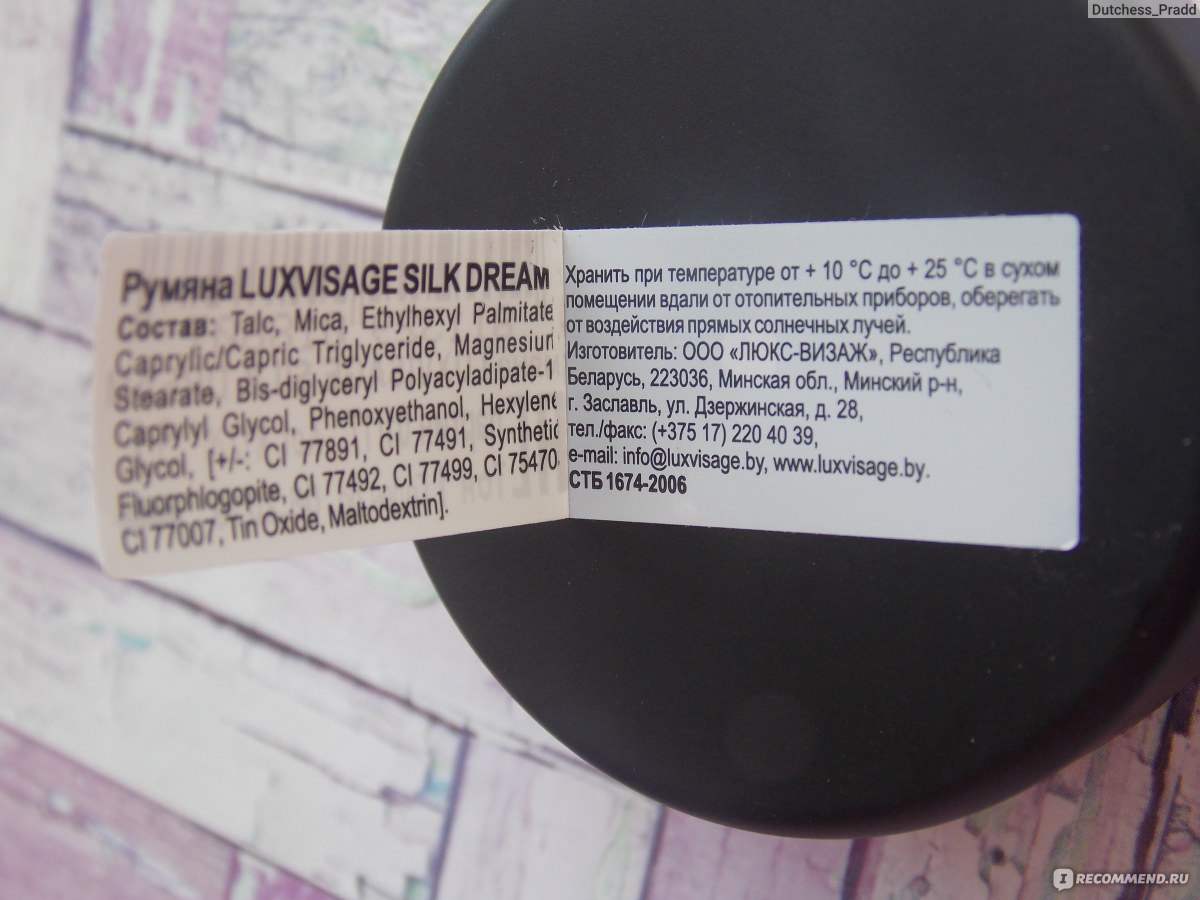 Dutchess_Pradd
Румяна LUXVISAGE SILK DREAM
Состав: Talc, Mica, Ethylhexyl Palmitate
Caprylic/Capric Triglyceride, Magnesium
Stearate, Bis-diglyceryl Polyacyladipate-1
Caprylyl Glycol, Phenoxyethanol, Hexylene
Glycol, [+/-: CI 77891, CI 77491, Synthetic
Fluorphlogopite, CI 77492, CI 77499, CI 75470
CI 77007, Tin Oxide, Maltodextrin].
Хранить при температуре от + 10 °C до + 25 °C в сухом
помещении вдали от отопительных приборов, оберегать
от воздействия прямых солнечных лучей.
Изготовитель: ООО «ЛЮКС-ВИЗАЖ», Республика
Беларусь, 223036, Минская обл., Минский р-н,
г. Заславль, ул. Дзержинская, д. 28,
тел./факс: (+375 17) 220 40 39,
e-mail: info@luxvisage.by, www.luxvisage.by.
СТБ 1674-2006
IRECOMMEND.RU